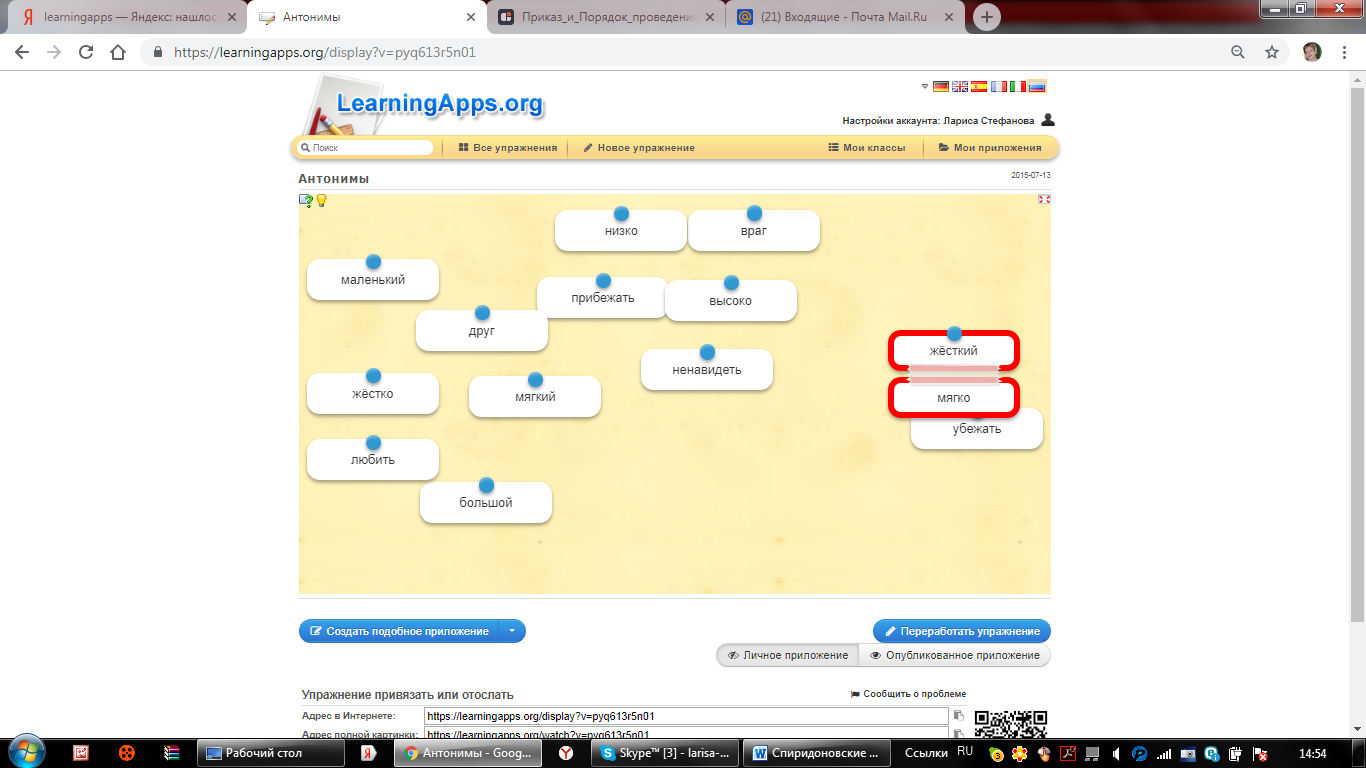 learningapps — Яндекс: нашлос
Антонимы
Приказ_и_Порядок_проведения
(21) Входящие - Почта Mail.Ru
https://learningapps.org/display?v=pyq613r5n01
LearningApps.org
Настройки аккаунта: Лариса Стефанова
Поиск
Все упражнения
Новое упражнение
Мои классы
Мои приложения
Антонимы
2015-07-13
низко
враг
маленький
прибежать
высоко
друг
жёсткий
ненавидеть
жёстко
мягкий
мягко
убежать
любить
большой
Создать подобное приложение
Переработать упражнение
Личное приложение
Опубликованное приложение
Упражнение привязать или отослать
Сообщить о проблеме
Адрес в Интернете:
https://learningapps.org/display?v=pyq613r5n01
Адрес полной картинки:
https://learningapps.org/watch?v=pyq613r5n01
Рабочий стол
Антонимы - Goog...
Skype™ [3] - larisa-...
Спиридоновские ...
Ссылки
RU
14:54